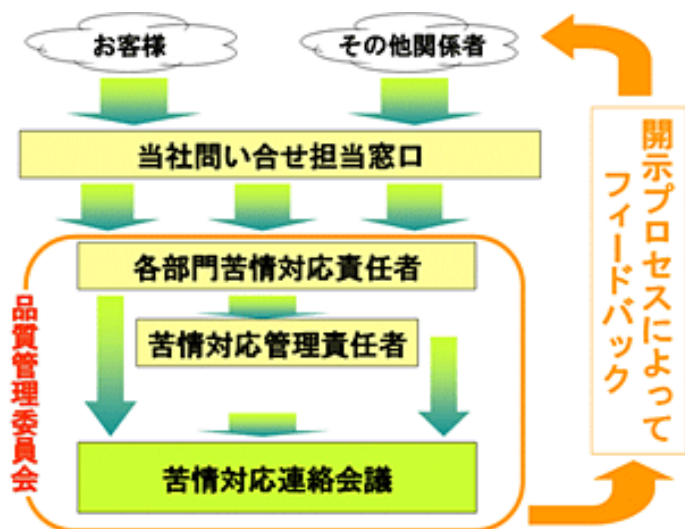 お客様
その他関係者
当社問い合せ担当窓口
各部門苦情対応責任者
苦情対応管理責任者
苦情対応連絡会議
品質管理委員会
開示プロセスによって
フィードバック